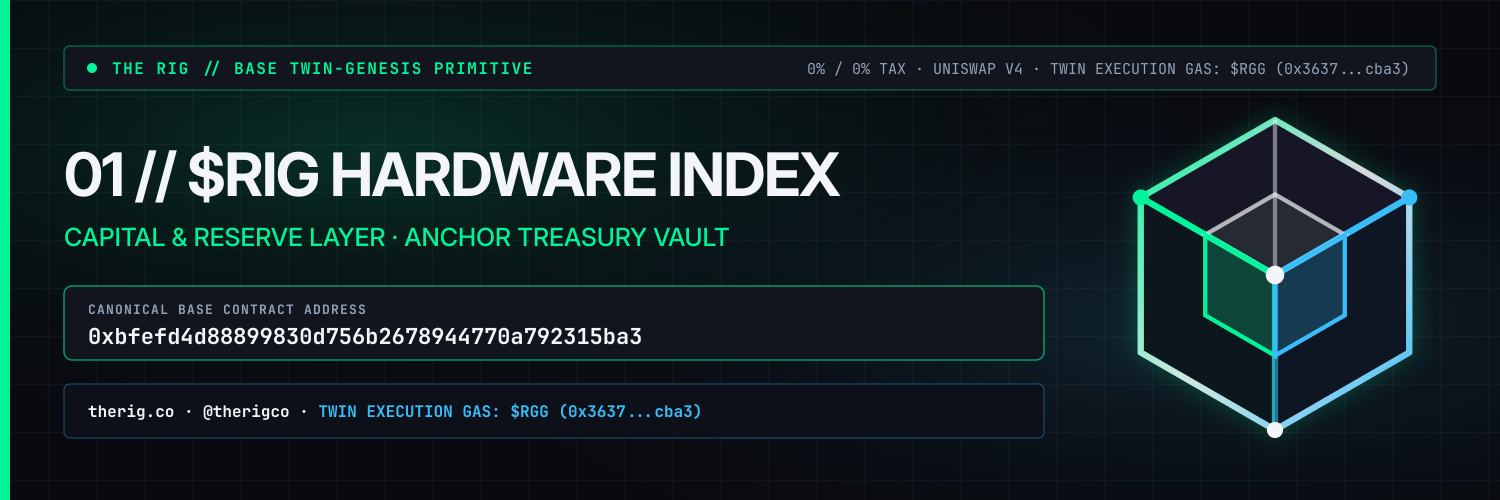 THE RIG // BASE TWIN-GENESIS PRIMITIVE
0% / 0% TAX · UNISWAP V4 · TWIN EXECUTION GAS: $RGG (0x3637...cba3)
01 // $RIG HARDWARE INDEX
CAPITAL & RESERVE LAYER · ANCHOR TREASURY VAULT
CANONICAL BASE CONTRACT ADDRESS
0xbfefd4d88899830d756b2678944770a792315ba3
therig.co · @therigco · TWIN EXECUTION GAS: $RGG (0x3637...cba3)